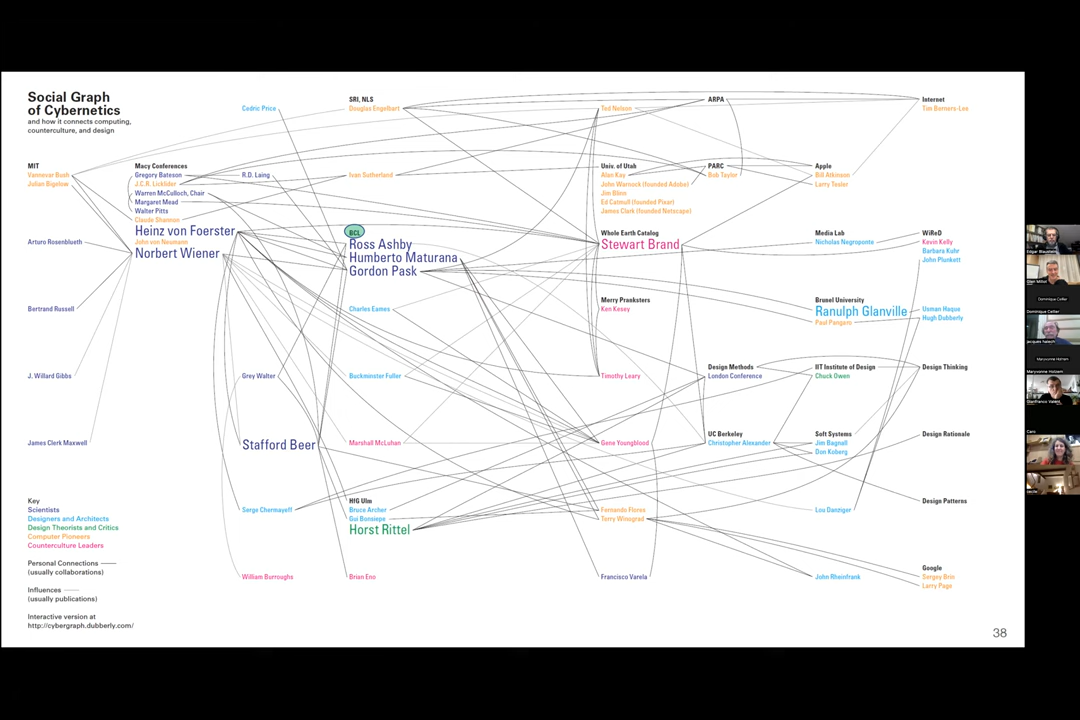 Social Graph
of Cybernetics
and how it connects computing,
counterculture, and design
MIT
Vannevar Bush
Julian Bigelow
Arturo Rosenblueth
Bertrand Russell
J. Willard Gibbs
James Clerk Maxwell
Key
Scientists
Designers and Architects
Design Theorists and Critics
Computer Pioneers
Counterculture Leaders
Personal Connections
(usually collaborations)
Influences
(usually publications)
Interactive version at
http://cybergraph.dubberly.com/
Macy Conferences
Gregory Bateson
J.C.R. Licklider
Warren McCulloch, Chair
Margaret Mead
Walter Pitts
Claude Shannon
Heinz von Foerster
John von Neumann
Norbert Wiener
Cedric Price
R.D. Laing
Grey Walter
Stafford Beer
Serge Chermayeff
William Burroughs
SRI, NLS
Douglas Engelbart
Ivan Sutherland
BCL
Ross Ashby
Humberto Maturana
Gordon Pask
Charles Eames
Buckminster Fuller
Marshall McLuhan
HfG Ulm
Bruce Archer
Gui Bonsiepe
Horst Rittel
Brian Eno
Ted Nelson
Univ. of Utah
Alan Kay
John Warnock (founded Adobe)
Jim Blinn
Ed Catmull (founded Pixar)
James Clark (founded Netscape)
Whole Earth Catalog
Stewart Brand
Merry Pranksters
Ken Kesey
Timothy Leary
Gene Youngblood
Fernando Flores
Terry Winograd
Francisco Varela
ARPA
PARC
Bob Taylor
Design Methods
London Conference
UC Berkeley
Christopher Alexander
Apple
Bill Atkinson
Larry Tesler
Media Lab
Nicholas Negroponte
Brunel University
Ranulph Glanville
Paul Pangaro
IIT Institute of Design
Chuck Owen
Soft Systems
Jim Bagnall
Don Koberg
Lou Danziger
John Rheinfrank
Internet
Tim Berners-Lee
WiReD
Kevin Kelly
Barbara Kuhr
John Plunkett
Usman Haque
Hugh Dubberly
Design Thinking
Design Rationale
Design Patterns
Google
Sergey Brin
Larry Page
38
Dominique Cellier
Dominique Cellier
Caro